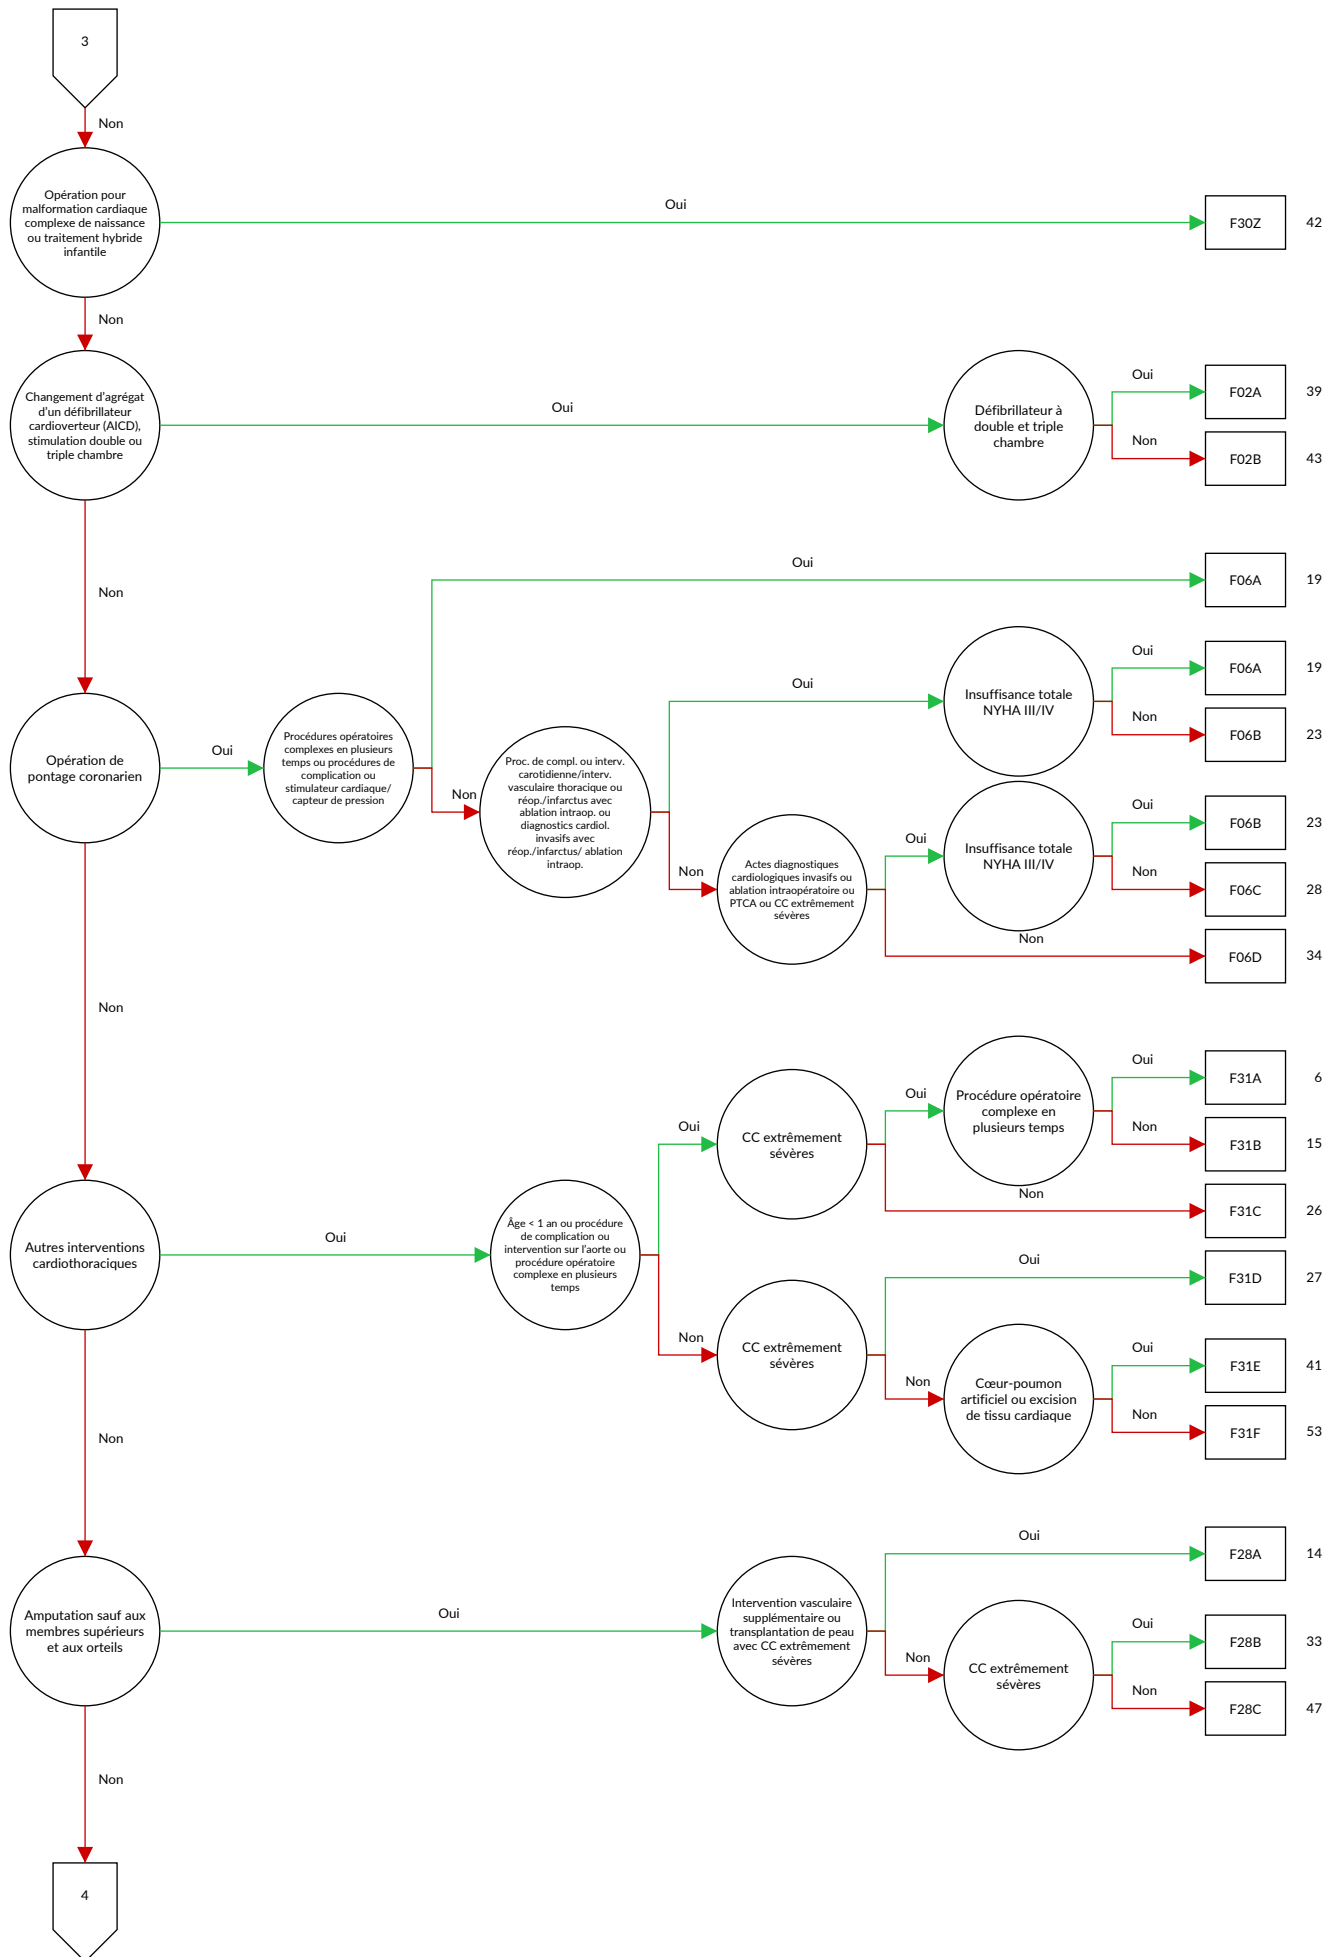 3
Non
Opération pour
malformation cardiaque
complexe de naissance
ou traitement hybride
infantile
Oui
F30Z
42
Non
Changement d'agrégat
d'un défibrillateur
cardioverteur (AICD),
stimulation double ou
triple chambre
Oui
Défibrillateur à
double et triple
chambre
Oui
F02A
39
Non
F02B
43
Non
Opération de
pontage coronarien
Oui
Procédures opératoires
complexes en plusieurs
temps ou procédures de
complication ou
stimulateur cardiaque/
capteur de pression
Oui
F06A
19
Non
Proc. de compl. ou interv.
carotidienne/interv.
vasculaire thoracique ou
réop./infarctus avec
ablation intraop. ou
diagnostics cardiol.
invasifs avec
réop./infarctus/ ablation
intraop.
Oui
Insuffisance totale
NYHA III/IV
Oui
F06A
19
Non
F06B
23
Non
Actes diagnostiques
cardiologiques invasifs ou
ablation intraopératoire ou
PTCA ou CC extrêmement
sévères
Oui
Insuffisance totale
NYHA III/IV
Oui
F06B
23
Non
F06C
28
Non
F06D
34
Non
Autres interventions
cardiothoraciques
Oui
Âge < 1 an ou procédure
de complication ou
intervention sur l'aorte ou
procédure opératoire
complexe en plusieurs
temps
Oui
CC extrêmement
sévères
Oui
Procédure opératoire
complexe en
plusieurs temps
Oui
F31A
6
Non
F31B
15
Non
F31C
26
Non
CC extrêmement
sévères
Oui
F31D
27
Non
Cœur-poumon
artificiel ou excision
de tissu cardiaque
Oui
F31E
41
Non
F31F
53
Non
Amputation sauf aux
membres supérieurs
et aux orteils
Oui
Intervention vasculaire
supplémentaire ou
transplantation de peau
avec CC extrêmement
sévères
Oui
F28A
14
Non
CC extrêmement
sévères
Oui
F28B
33
Non
F28C
47
Non
4